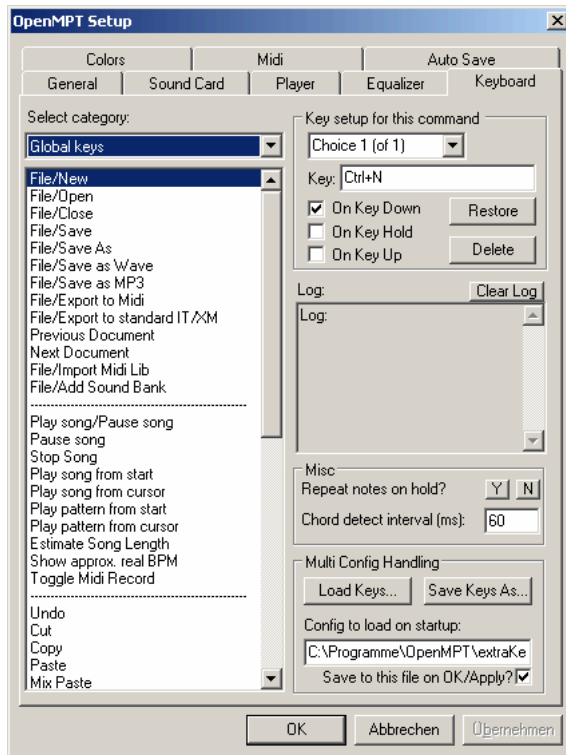 OpenMPT Setup
Colors Midi Auto Save
General Sound Card Player Equalizer Keyboard
Select category:
Global keys
File/New
File/Open
File/Close
File/Save
File/Save As
File/Save as Wave
File/Save as MP3
File/Export to Midi
File/Export to standard IT/XM
Previous Document
Next Document
File/Import Midi Lib
File/Add Sound Bank
Play song/Pause song
Pause song
Stop Song
Play song from start
Play song from cursor
Play pattern from start
Play pattern from cursor
Estimate Song Length
Show approx. real BPM
Toggle Midi Record
Undo
Cut
Copy
Paste
Mix Paste
Key setup for this command
Choice 1 (of 1)
Key: Ctrl+N
On Key Down Restore
On Key Hold
On Key Up Delete
Log: Clear Log
Log:
Misc
Repeat notes on hold? Y N
Chord detect interval (ms): 60
Multi Config Handling
Load Keys... Save Keys As...
Config to load on startup:
C:\Programme\OpenMPT\extraKe
Save to this file on OK/Apply?
OK Abbrechen Übernehmen